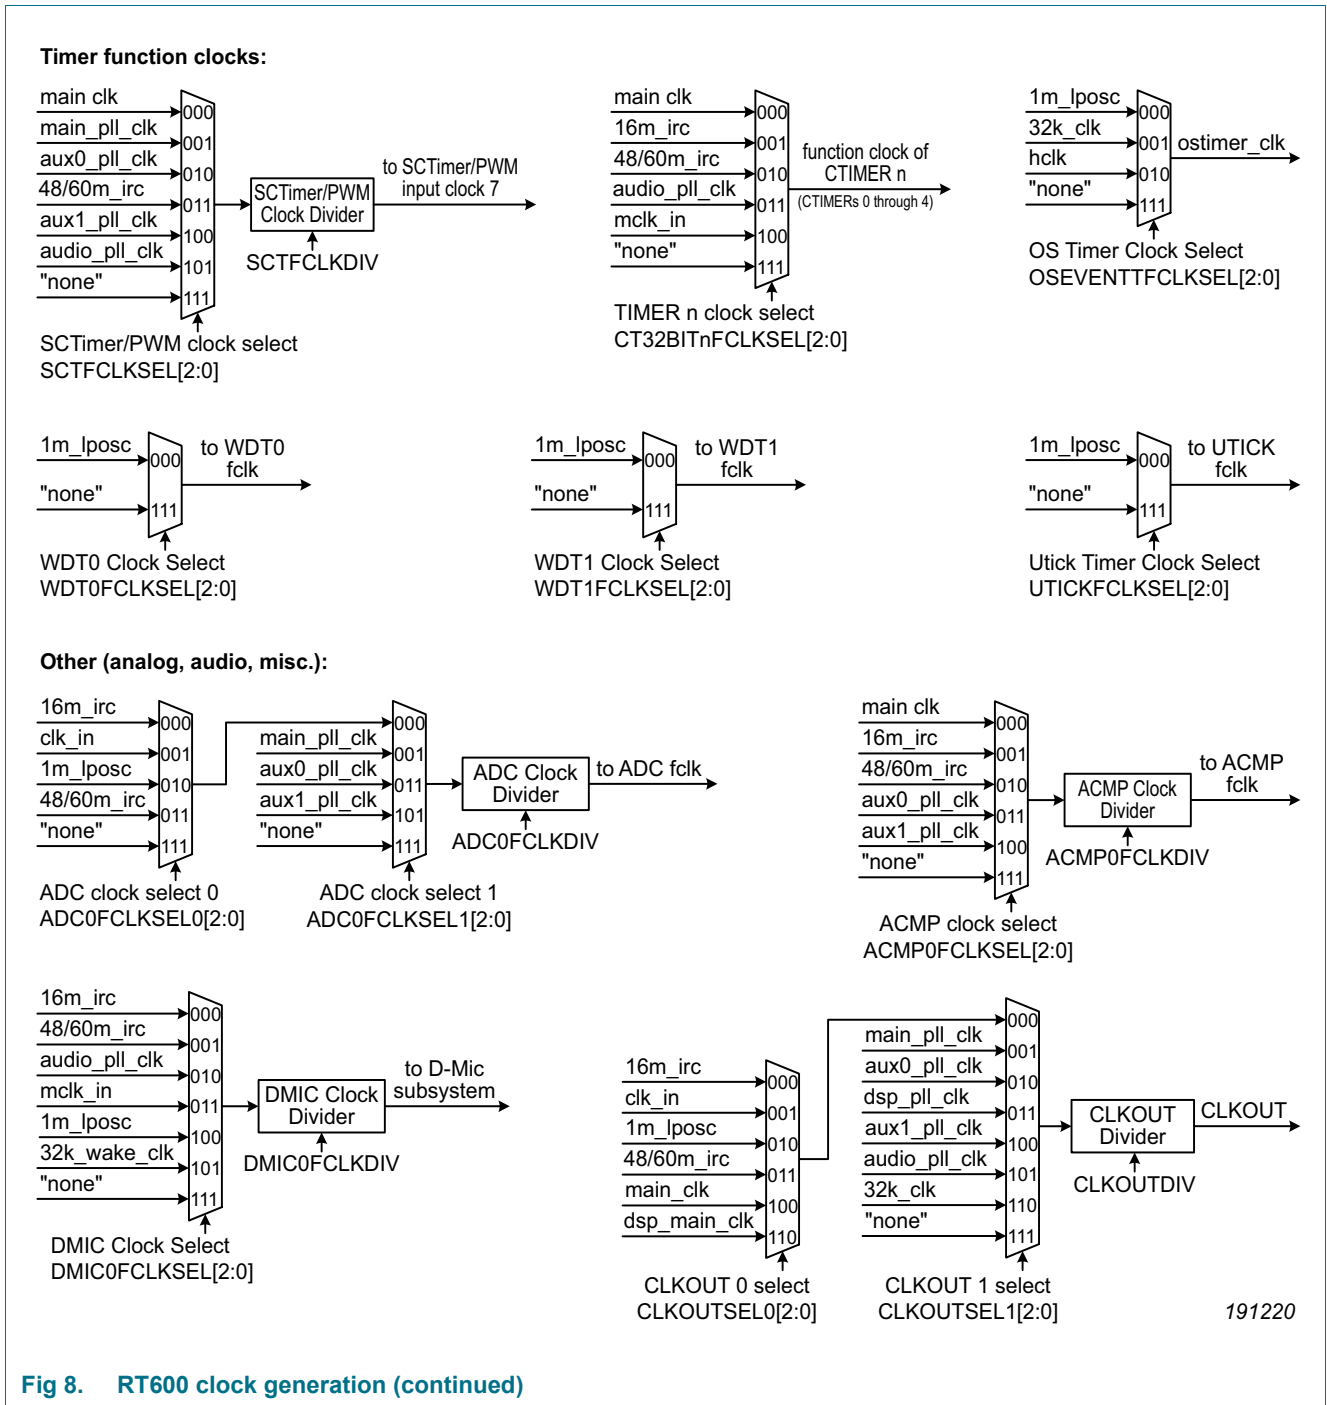 Timer function clocks:
main clk
000
main_pll_clk
001
aux0_pll_clk
010
48/60m_irc
011
aux1_pll_clk
100
audio_pll_clk
101
"none"
111
SCTimer/PWM
Clock Divider
SCTFCLKDIV
to SCTimer/PWM
input clock 7
SCTimer/PWM clock select
SCTFCLKSEL[2:0]
main clk
000
16m_irc
001
48/60m_irc
010
audio_pll_clk
011
mclk_in
100
"none"
111
function clock of
CTIMER n
(CTIMERs 0 through 4)
TIMER n clock select
CT32BITnFCLKSEL[2:0]
1m_lposc
000
32k_clk
001
hclk
010
"none"
111
ostimer_clk
OS Timer Clock Select
OSEVENTTFCLKSEL[2:0]
1m_lposc
000
"none"
111
to WDT0
fclk
WDT0 Clock Select
WDT0FCLKSEL[2:0]
1m_lposc
000
"none"
111
to WDT1
fclk
WDT1 Clock Select
WDT1FCLKSEL[2:0]
1m_lposc
000
"none"
111
to UTICK
fclk
Utick Timer Clock Select
UTICKFCLKSEL[2:0]
Other (analog, audio, misc.):
16m_irc
000
clk_in
001
1m_lposc
010
48/60m_irc
011
"none"
111
ADC clock select 0
ADC0FCLKSEL0[2:0]
000
main_pll_clk
001
aux0_pll_clk
011
aux1_pll_clk
101
"none"
111
ADC clock select 1
ADC0FCLKSEL1[2:0]
ADC Clock
Divider
ADC0FCLKDIV
to ADC fclk
main clk
000
16m_irc
001
48/60m_irc
010
aux0_pll_clk
011
aux1_pll_clk
100
"none"
111
ACMP Clock
Divider
ACMP0FCLKDIV
to ACMP
fclk
ACMP clock select
ACMP0FCLKSEL[2:0]
16m_irc
000
48/60m_irc
001
audio_pll_clk
010
mclk_in
011
1m_lposc
100
32k_wake_clk
101
"none"
111
DMIC Clock
Divider
DMIC0FCLKDIV
to D-Mic
subsystem
DMIC Clock Select
DMIC0FCLKSEL[2:0]
16m_irc
000
clk_in
001
1m_lposc
010
48/60m_irc
011
main_clk
100
dsp_main_clk
110
CLKOUT 0 select
CLKOUTSEL0[2:0]
000
main_pll_clk
001
aux0_pll_clk
010
dsp_pll_clk
011
aux1_pll_clk
100
audio_pll_clk
101
32k_clk
110
"none"
111
CLKOUT 1 select
CLKOUTSEL1[2:0]
CLKOUT
Divider
CLKOUTDIV
CLKOUT
191220
Fig 8. RT600 clock generation (continued)